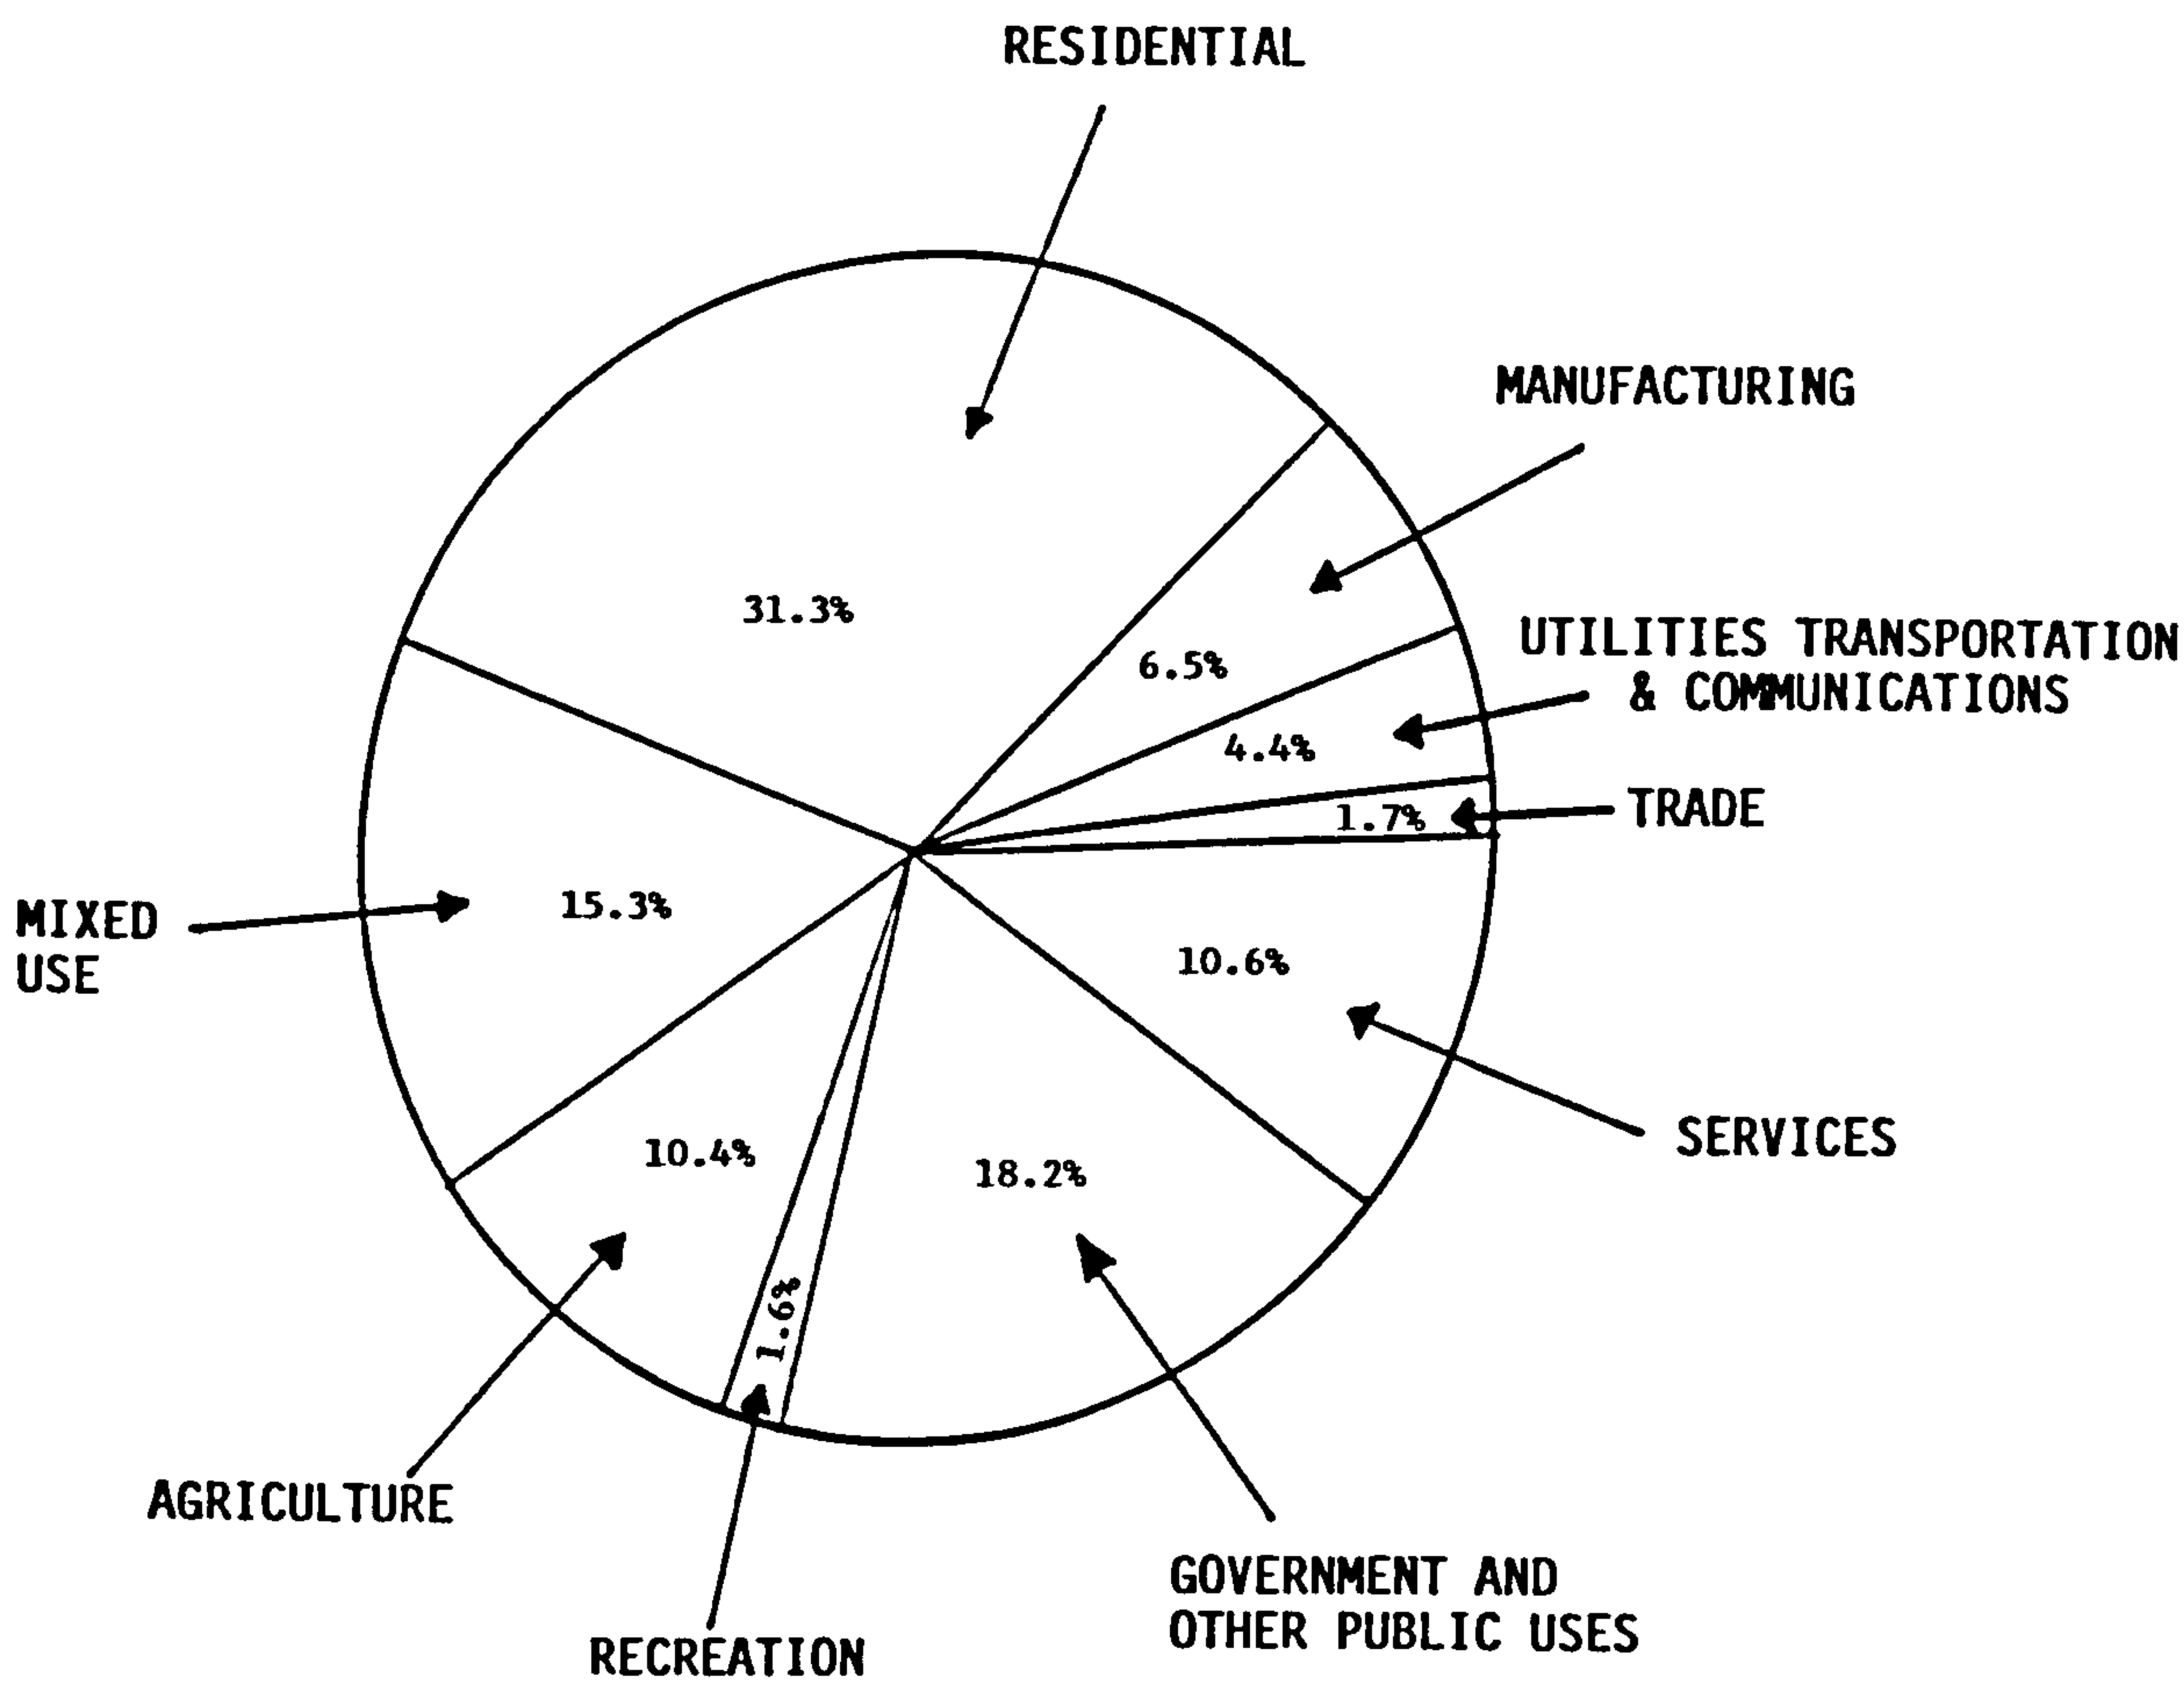 RESIDENTIAL
MANUFACTURING
31.3%
6.5%
UTILITIES TRANSPORTATION
& COMMUNICATIONS
4.4%
1.7%
TRADE
MIXED
USE
15.3%
10.6%
SERVICES
10.4%
18.2%
1.6%
AGRICULTURE
GOVERNMENT AND
OTHER PUBLIC USES
RECREATION